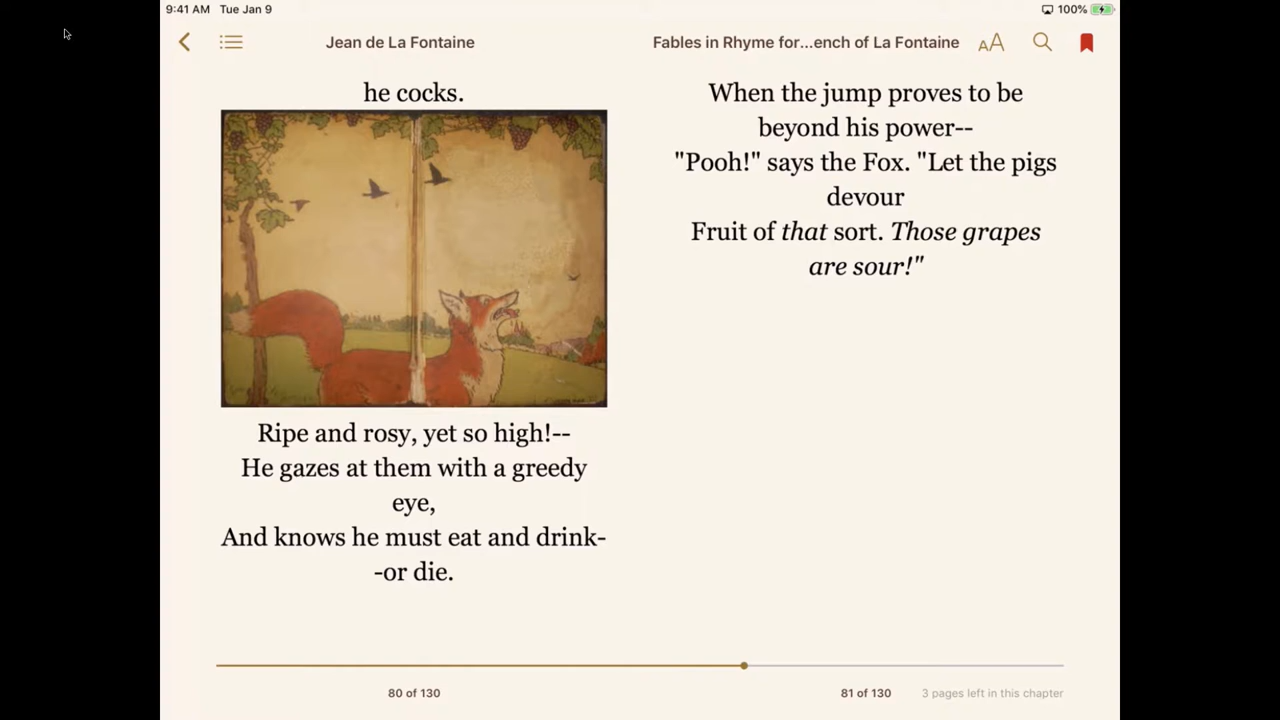 9:41 AM Tue Jan 9
100%
Jean de La Fontaine
Fables in Rhyme for...ench of La Fontaine
AA
he cocks.
Ripe and rosy, yet so high!--
He gazes at them with a greedy
eye,
And knows he must eat and drink-
-or die.
When the jump proves to be
beyond his power--
"Pooh!" says the Fox. "Let the pigs
devour
Fruit of that sort. Those grapes
are sour!"
80 of 130
81 of 130
3 pages left in this chapter